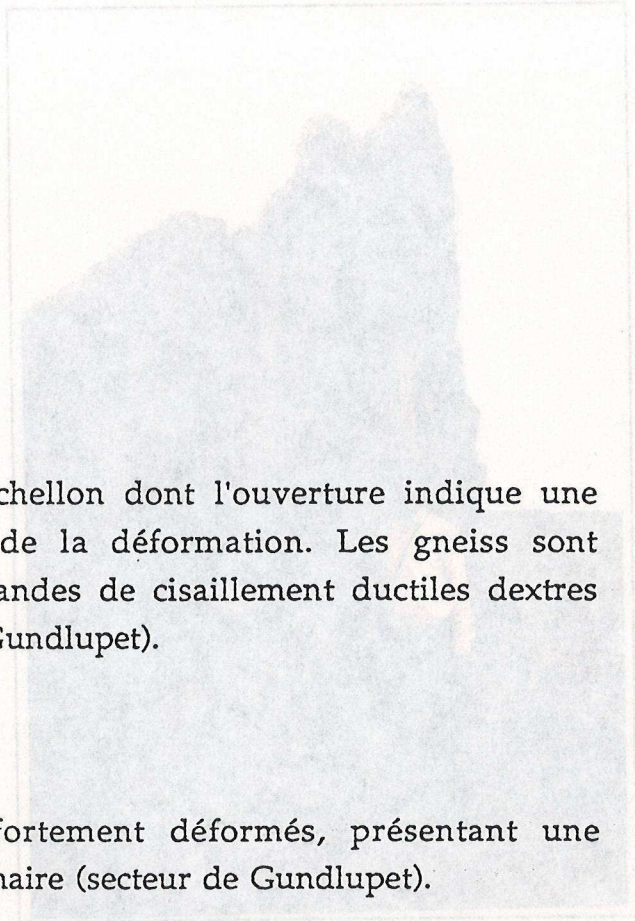 chellon dont l'ouverture indique une
de la déformation. Les gneiss sont
andes de cisaillement ductiles dextres
Gundlupet).
fortement déformés, présentant une
naire (secteur de Gundlupet).